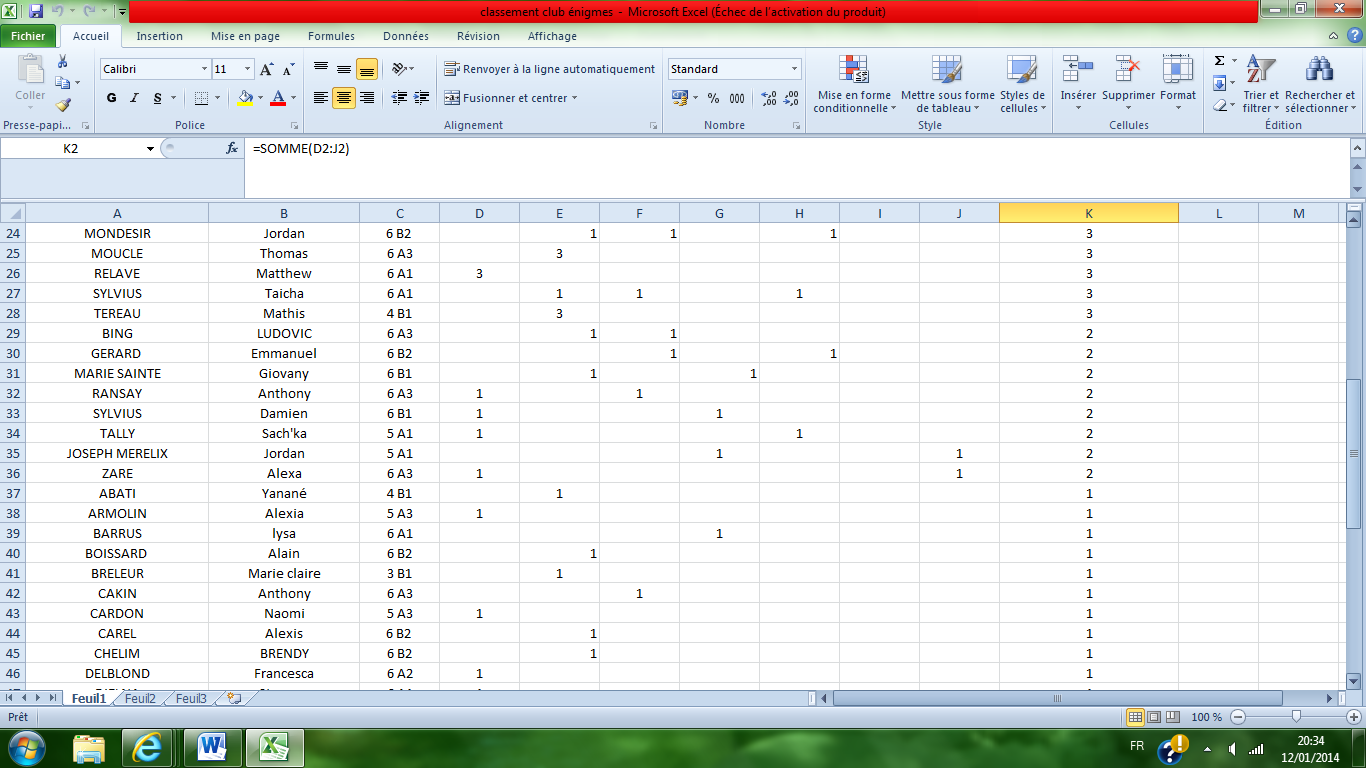 classement club énigmes - Microsoft Excel (Échec de l'activation du produit)
Fichier Accueil Insertion Mise en page Formules Données Révision Affichage
Coller
Calibri 11 A A
G I S A
Renvoyer à la ligne automatiquement
Fusionner et centrer
Standard
% 000
Mise en forme conditionnelle
Mettre sous forme de tableau
Styles de cellules
Insérer Supprimer Format
Trier et filtrer
Rechercher et sélectionner
Presse-papi... Police Alignement Nombre Style Cellules Édition
K2 fx =SOMME(D2:J2)
A B C D E F G H I J K L M
24 MONDESIR Jordan 6 B2 1 1 1 3
25 MOUCLE Thomas 6 A3 3 3
26 RELAVE Matthew 6 A1 3 3
27 SYLVIUS Taicha 6 A1 1 1 1 3
28 TEREAU Mathis 4 B1 3 3
29 BING LUDOVIC 6 A3 1 1 2
30 GERARD Emmanuel 6 B2 1 1 2
31 MARIE SAINTE Giovany 6 B1 1 1 2
32 RANSAY Anthony 6 A3 1 1 2
33 SYLVIUS Damien 6 B1 1 1 2
34 TALLY Sach'ka 5 A1 1 1 2
35 JOSEPH MERELIX Jordan 5 A1 1 1 2
36 ZARE Alexa 6 A3 1 1 2
37 ABATI Yanané 4 B1 1 1
38 ARMOLIN Alexia 5 A3 1 1
39 BARRUS lysa 6 A1 1 1
40 BOISSARD Alain 6 B2 1 1
41 BRELEUR Marie claire 3 B1 1 1
42 CAKIN Anthony 6 A3 1 1
43 CARDON Naomi 5 A3 1 1
44 CAREL Alexis 6 B2 1 1
45 CHELIM BRENDY 6 B2 1 1
46 DELBLOND Francesca 6 A2 1 1
Feuil1 Feuil2 Feuil3
Prêt 100 %
FR 20:34
12/01/2014